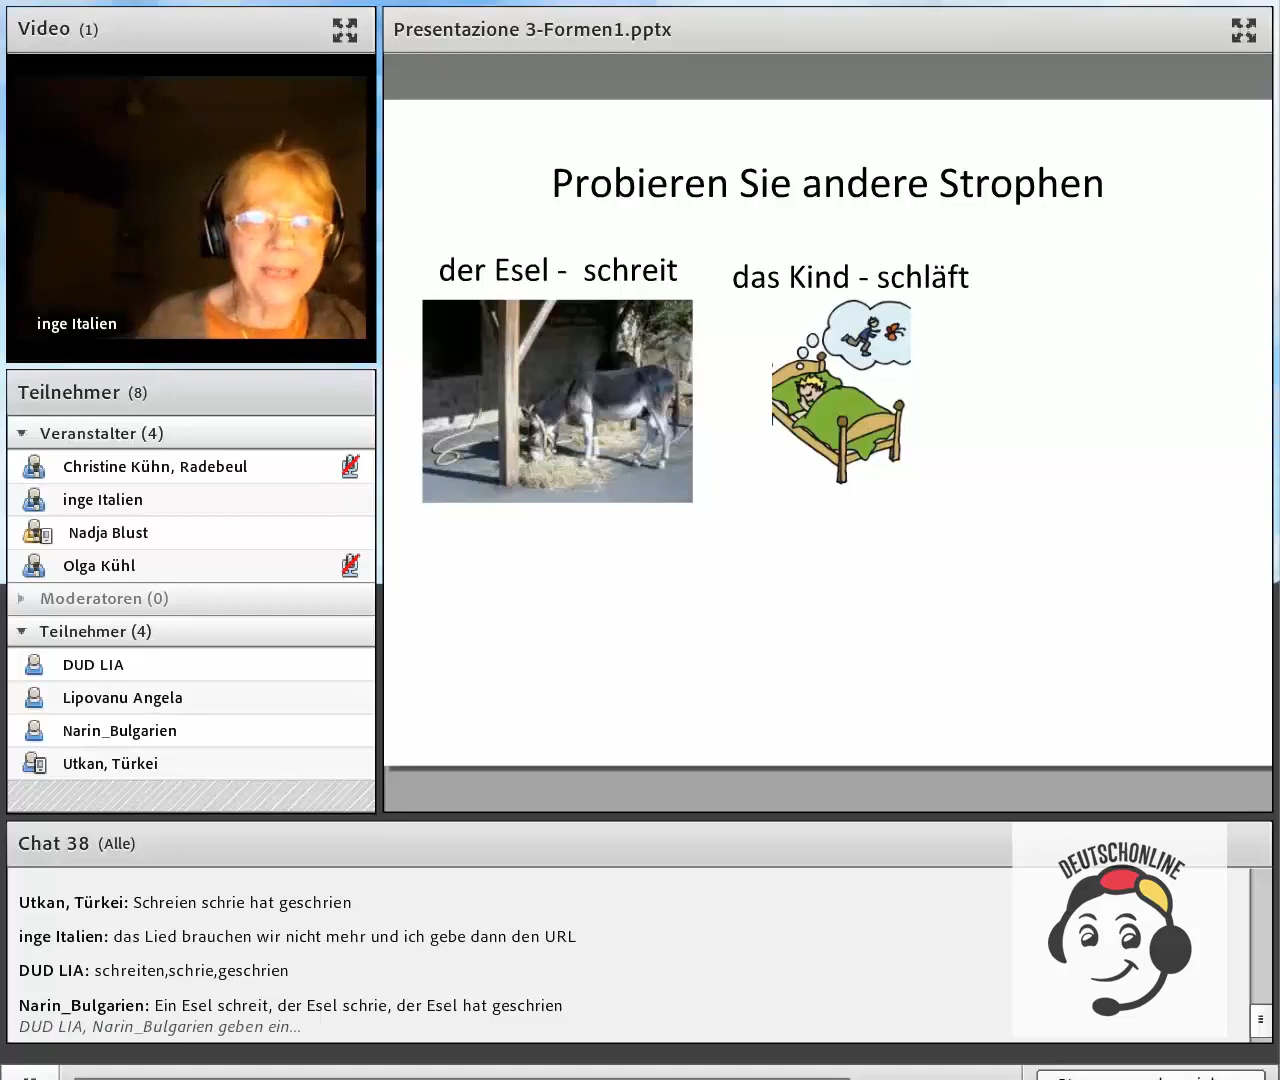 Video (1)
inge Italien
Teilnehmer (8)
Veranstalter (4)
Christine Kühn, Radebeul
inge Italien
Nadja Blust
Olga Kühl
Moderatoren (0)
Teilnehmer (4)
DUD LIA
Lipovanu Angela
Narin_Bulgarien
Utkan, Türkei
Presentazione 3-Formen1.pptx
Probieren Sie andere Strophen
der Esel - schreit
das Kind - schläft
Chat 38 (Alle)
Utkan, Türkei: Schreien schrie hat geschrien
inge Italien: das Lied brauchen wir nicht mehr und ich gebe dann den URL
DUD LIA: schreiten,schrie,geschrien
Narin_Bulgarien: Ein Esel schreit, der Esel schrie, der Esel hat geschrien
DUD LIA, Narin_Bulgarien geben ein...
DEUTSCHONLINE